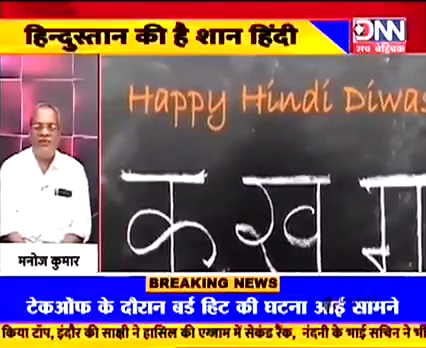 हिन्दुस्तान की है शान हिंदी
DNN
सच बेहिचक
Happy Hindi Diwas
क ख ग
मनोज कुमार
BREAKING NEWS
टेकऑफ के दौरान बर्ड हिट की घटना आई सामने
किया टॉप, इंदौर की साक्षी ने हासिल की एग्जाम में सेकंड रैंक, नंदनी के भाई सचिन ने भी